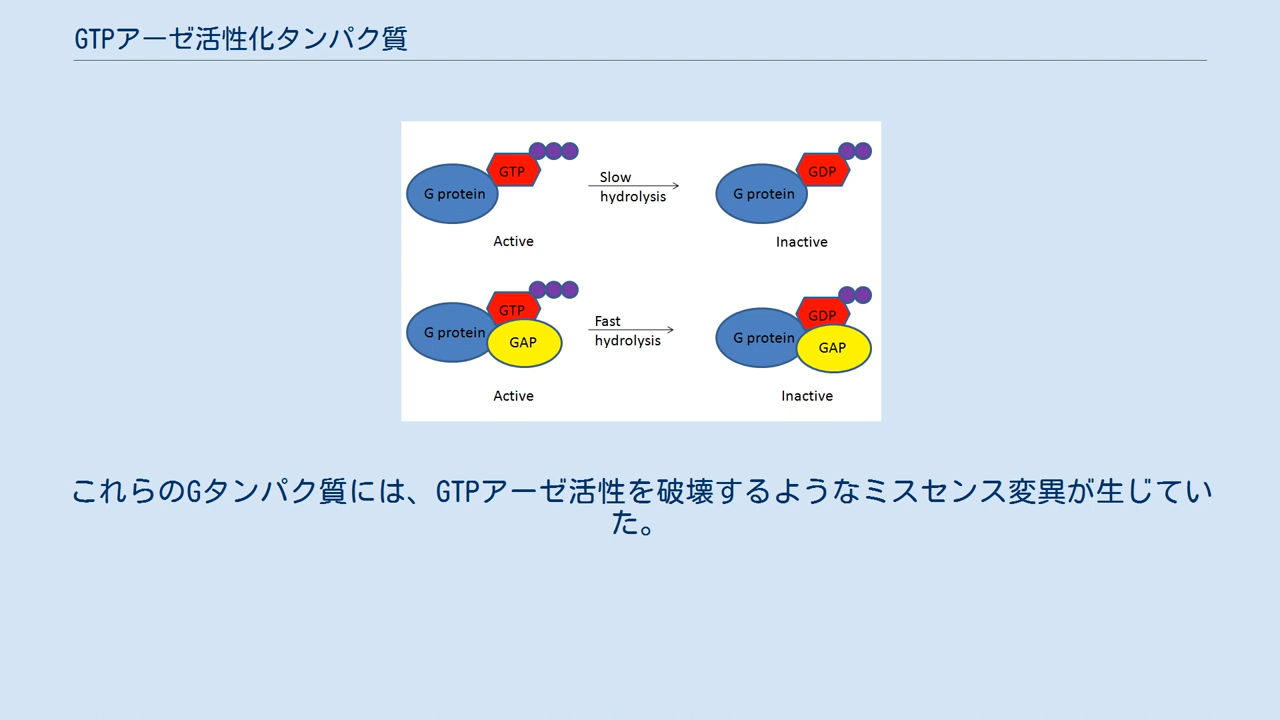 GTPアーゼ活性化タンパク質
GTP
G protein
Slow
hydrolysis
GDP
G protein
Active
Inactive
GTP
G protein
GAP
Fast
hydrolysis
GDP
G protein
GAP
Active
Inactive
これらのGタンパク質には、GTPアーゼ活性を破壊するようなミスセンス変異が生じてい
た。